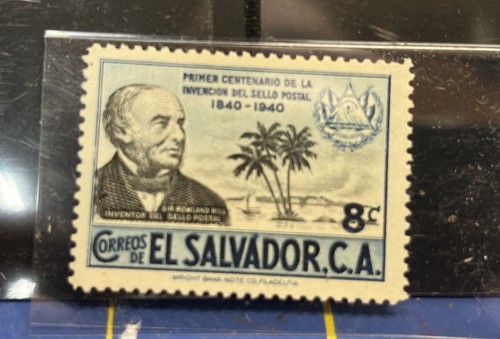 PRIMER CENTENARIO DE LA
INVENCION DEL SELLO POSTAL
1840-1940
SIR ROWLAND HILL
INVENTOR DEL SELLO POSTAL
8c
CORREOS DE EL SALVADOR, C.A.
WRIGHT BANK NOTE CO. FILADELFIA